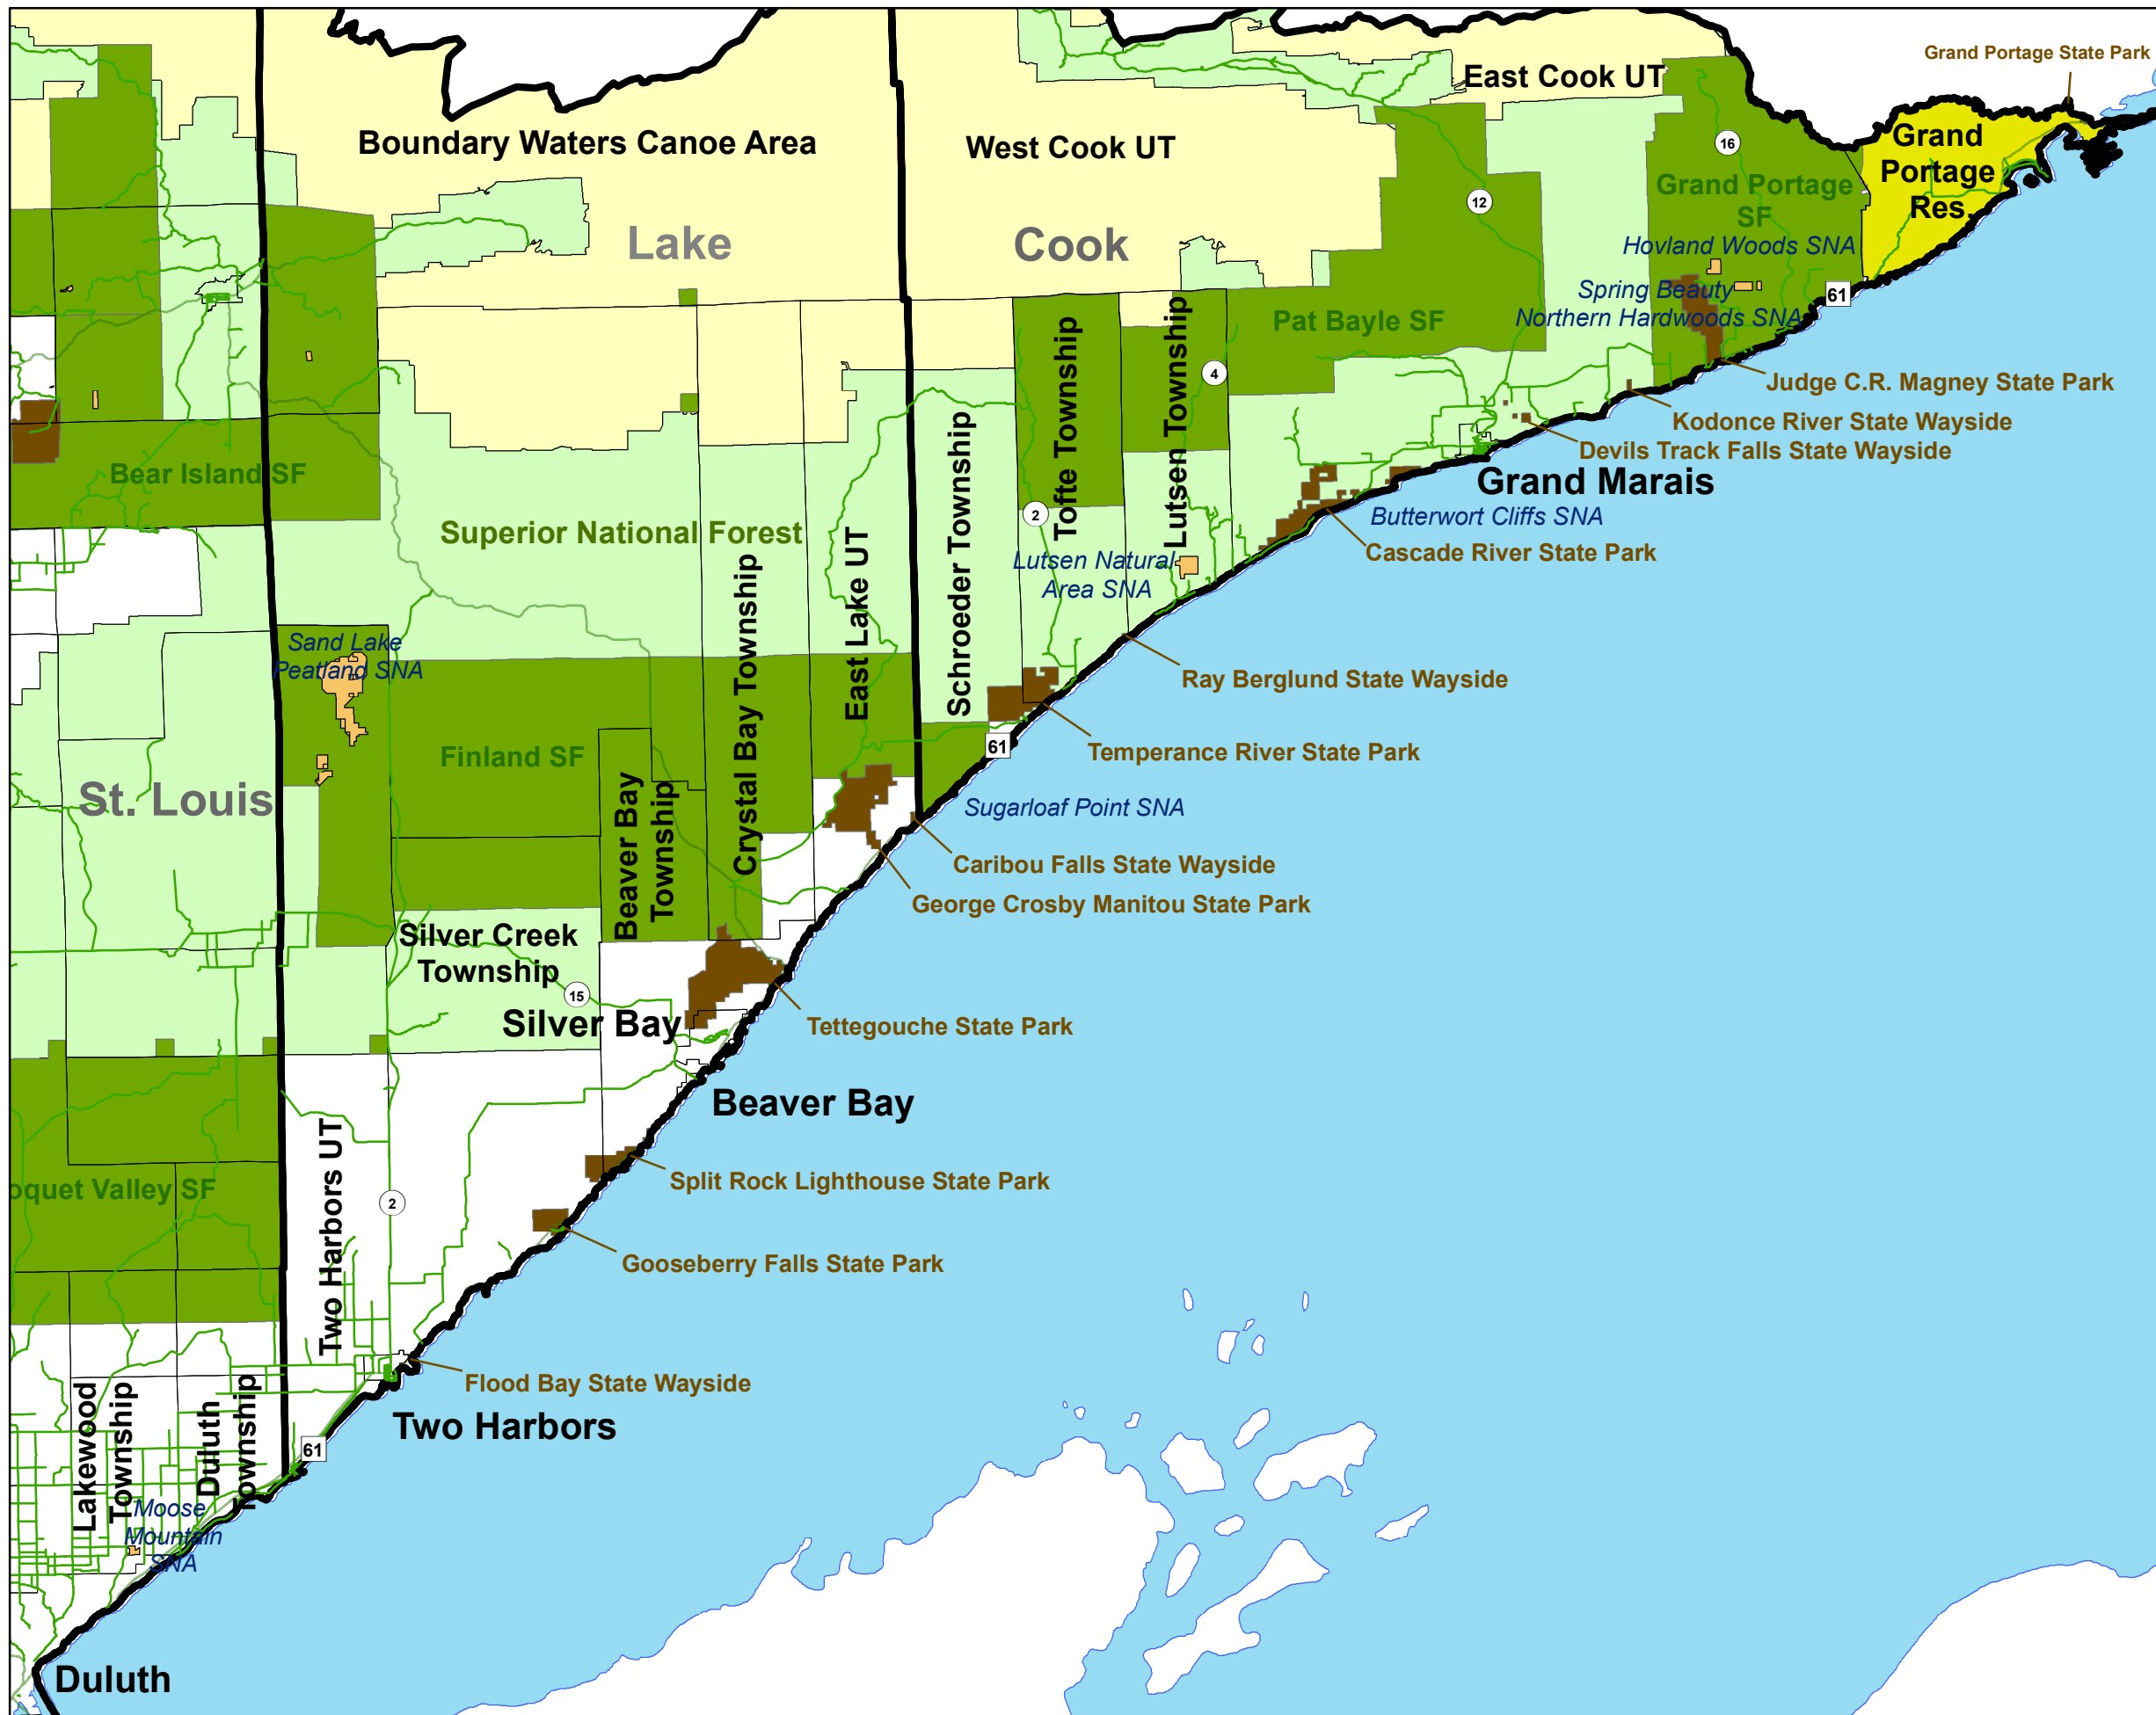 Grand Portage State Park
East Cook UT
Boundary Waters Canoe Area
West Cook UT
Grand
Portage
Res.
16
12
Grand Portage
SF
Lake
Cook
Hovland Woods SNA
Spring Beauty
Northern Hardwoods SNA
61
Pat Bayle SF
Tofte Township
Lutsen Township
4
Judge C.R. Magney State Park
Kodonce River State Wayside
Devils Track Falls State Wayside
Grand Marais
Bear Island SF
Butterwort Cliffs SNA
Cascade River State Park
Superior National Forest
2
Lutsen Natural
Area SNA
Schroeder Township
East Lake UT
Crystal Bay Township
Sand Lake
Peatland SNA
Ray Berglund State Wayside
Temperance River State Park
61
Finland SF
St. Louis
Beaver Bay
Township
Sugarloaf Point SNA
Caribou Falls State Wayside
George Crosby Manitou State Park
Silver Creek
Township
15
Silver Bay
Tettegouche State Park
Beaver Bay
Split Rock Lighthouse State Park
oquet Valley SF
2
Two Harbors UT
Gooseberry Falls State Park
Flood Bay State Wayside
Two Harbors
61
Lakewood
Township
Duluth
Township
Moose
Mountain
SNA
Duluth